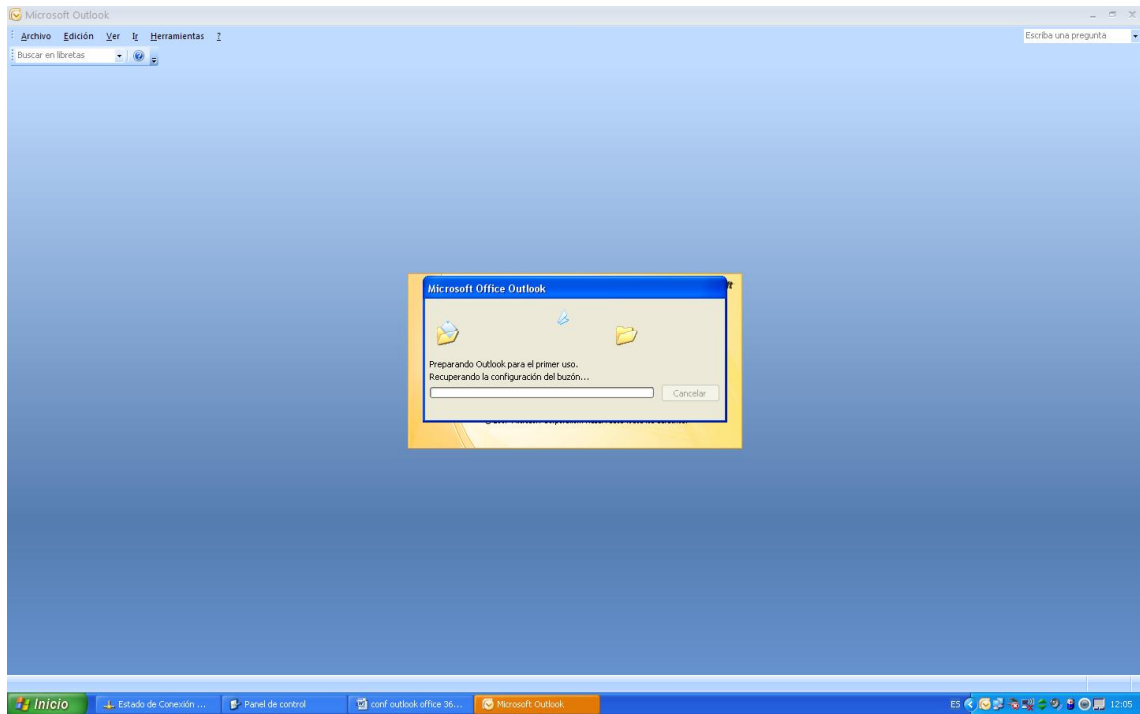 Microsoft Outlook
Archivo Edición Ver Ir Herramientas ?
Escriba una pregunta
Buscar en libretas
Microsoft Office Outlook
Preparando Outlook para el primer uso.
Recuperando la configuración del buzón...
Cancelar
Inicio
Estado de Conexión ...
Panel de control
conf outlook office 36...
Microsoft Outlook
ES
12:05